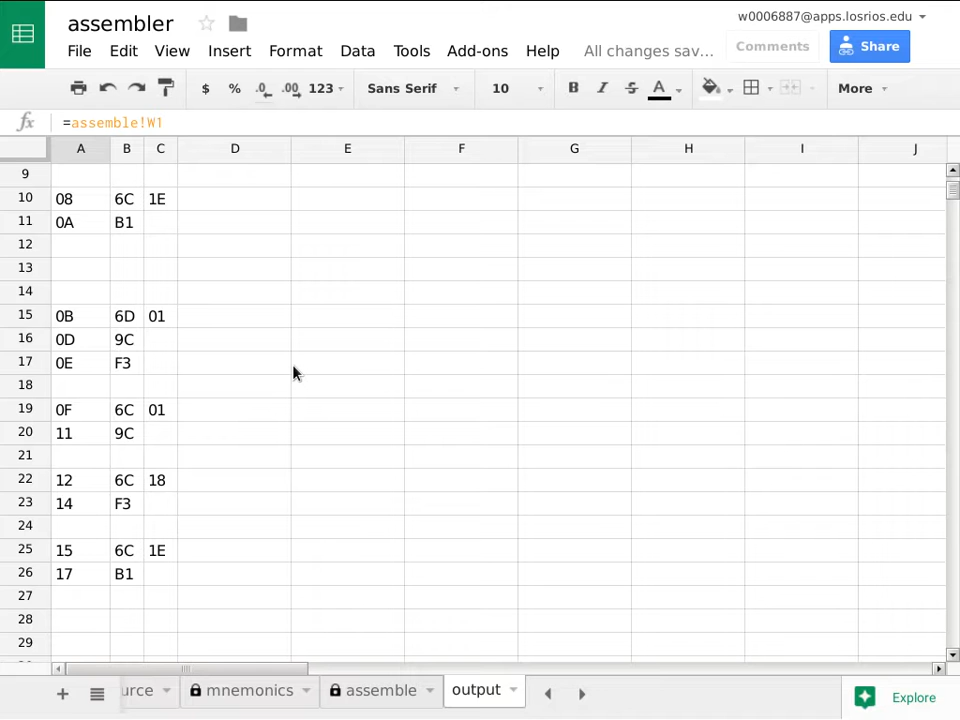 assembler
w0006887@apps.losrios.edu
File Edit View Insert Format Data Tools Add-ons Help All changes sav...
Comments
Share
$ % .0 .00 123 Sans Serif 10 B I S A More
fx =assemble!W1
A B C D E F G H I J
9
10 08 6C 1E
11 0A B1
12
13
14
15 0B 6D 01
16 0D 9C
17 0E F3
18
19 0F 6C 01
20 11 9C
21
22 12 6C 18
23 14 F3
24
25 15 6C 1E
26 17 B1
27
28
29
urce mnemonics assemble output
Explore